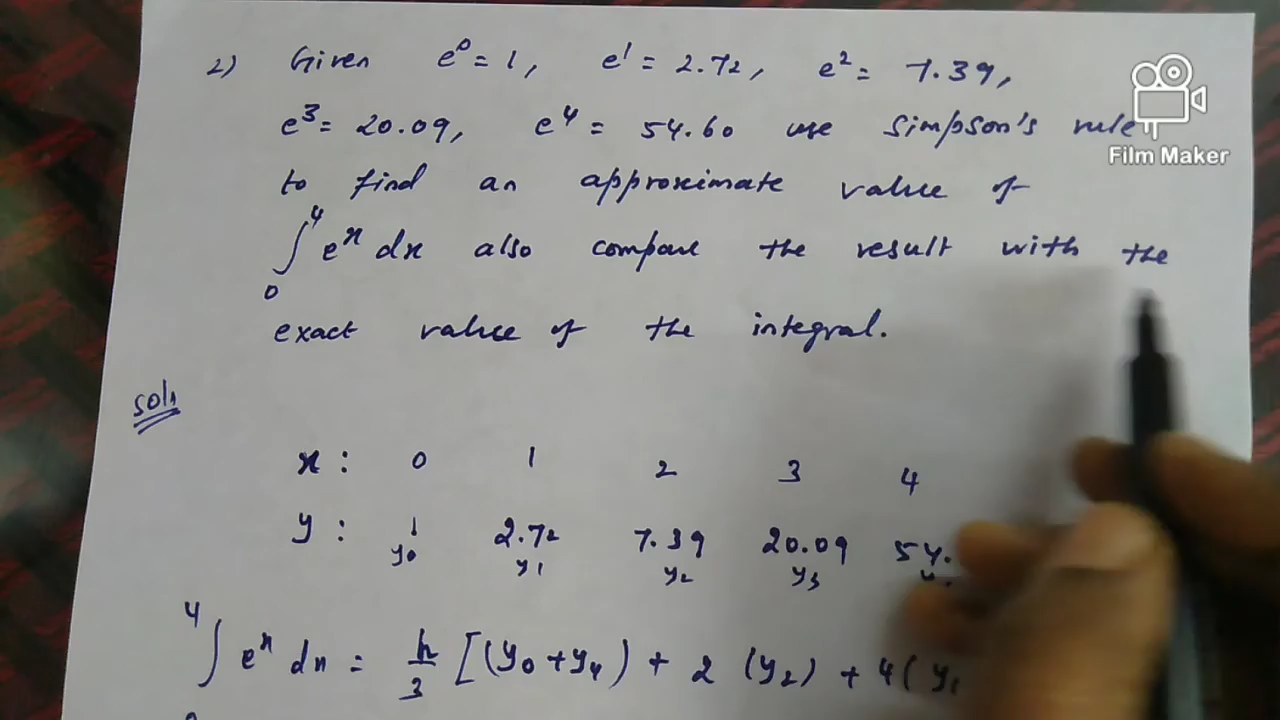 2) Given e⁰ = 1, e¹ = 2.72, e² = 7.39,
e³ = 20.09, e⁴ = 54.60 use Simpson's rule
Film Maker
to find an approximate value of
∫₀⁴ eˣ dx also compare the result with the
exact value of the integral.
Soln
x : 0 1 2 3 4
y : 1 2.72 7.39 20.09 54.
y₀ y₁ y₂ y₃
⁴∫ eˣ dx = h/3 [(y₀ + y₄) + 2 (y₂) + 4 ( y₁